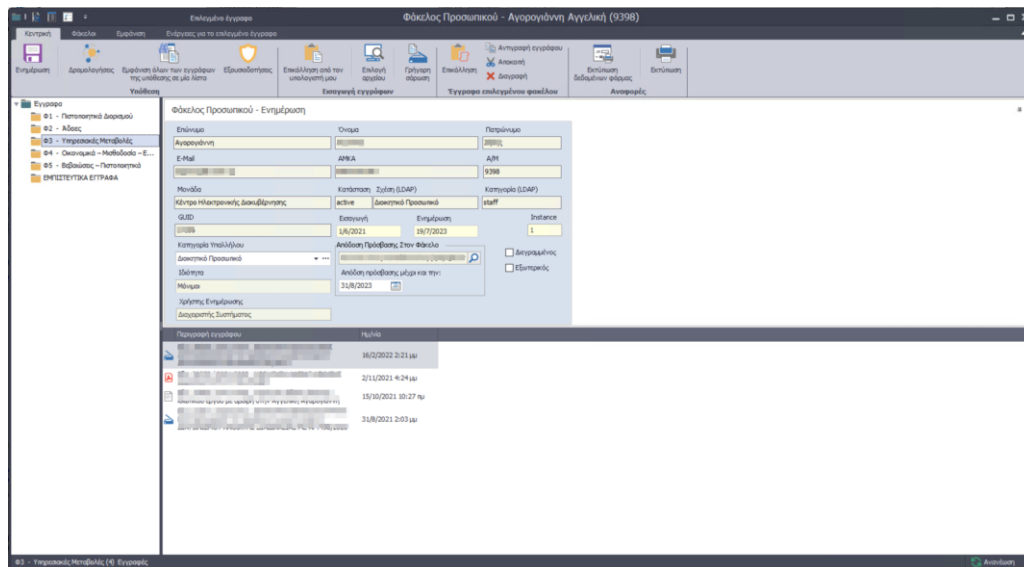 Επιλεγμένο έγγραφο
Φάκελος Προσωπικού - Αγορογιάννη Αγγελική (9398)
Κεντρική Φάκελοι Εμφάνιση Ενέργειες για το επιλεγμένο έγγραφο
Ενημέρωση
Δρομολογήσεις
Εμφάνιση όλων των εγγράφων
της υπόθεσης σε μία λίστα
Εξουσιοδοτήσεις
Επικόλληση από τον
υπολογιστή μου
Επιλογή
αρχείου
Γρήγορη
σάρωση
Επικόλληση
Αντιγραφή εγγράφου
Αποκοπή
Διαγραφή
Εκτύπωση
δεδομένων φόρμας
Εκτύπωση
Υπόθεση
Εισαγωγή εγγράφων
Έγγραφο επιλεγμένου φακέλου
Αναφορές
Έγγραφο
Φ1 - Πιστοποιητικά Διορισμού
Φ2 - Άδειες
Φ3 - Υπηρεσιακές Μεταβολές
Φ4 - Οικονομικά – Μισθοδοσία – Ε...
Φ5 - Βεβαιώσεις – Πιστοποιητικά
ΕΜΠΙΣΤΕΥΤΙΚΑ ΕΓΓΡΑΦΑ
Φάκελος Προσωπικού - Ενημέρωση
Επώνυμο Όνομα Πατρώνυμο
Αγορογιάννη
E-Mail ΑΜΚΑ Α/Μ
9398
Μονάδα Κατάσταση Σχέση (LDAP) Κατηγορία (LDAP)
Κέντρο Ηλεκτρονικής Διακυβέρνησης active Διοικητικό Προσωπικό staff
GUID Εισαγωγή Ενημέρωση Instance
1/6/2021 19/7/2023 1
Κατηγορία Υπαλλήλου Απόδοση Πρόσβασης Στον Φάκελο
Διαγραμμένος
Διοικητικό Προσωπικό
Εξωτερικός
Ιδιότητα Απόδοση πρόσβασης μέχρι και την:
Μόνιμοι 31/8/2023
Χρήστης Ενημέρωσης
Διαχειριστής Συστήματος
Περιγραφή εγγράφου Ημ/νία
16/2/2022 2:21 μμ
2/11/2021 4:24 μμ
15/10/2021 10:27 πμ
31/8/2021 2:03 μμ
Φ3 - Υπηρεσιακές Μεταβολές (4) Εγγραφές
Ανανέωση